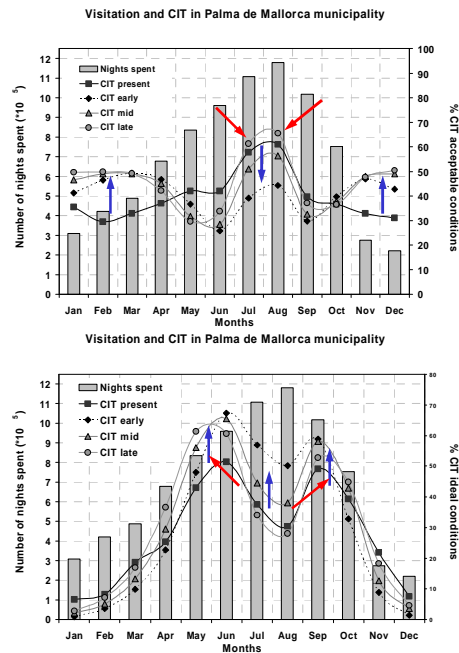 Visitation and CIT in Palma de Mallorca municipality
Number of nights spent (*10 5)
12
11
10
9
8
7
6
5
4
3
2
1
0
Nights spent
CIT present
CIT early
CIT mid
CIT late
100
90
80
70
60
50
40
30
20
10
0
% CIT acceptable conditions
Jan Feb Mar Apr May Jun Jul Aug Sep Oct Nov Dec
Months
Visitation and CIT in Palma de Mallorca municipality
Number of nights spent (*10 5)
12
11
10
9
8
7
6
5
4
3
2
1
0
Nights spent
CIT present
CIT early
CIT mid
CIT late
80
70
60
50
40
30
20
10
0
% CIT ideal conditions
Jan Feb Mar Apr May Jun Jul Aug Sep Oct Nov Dec
Months